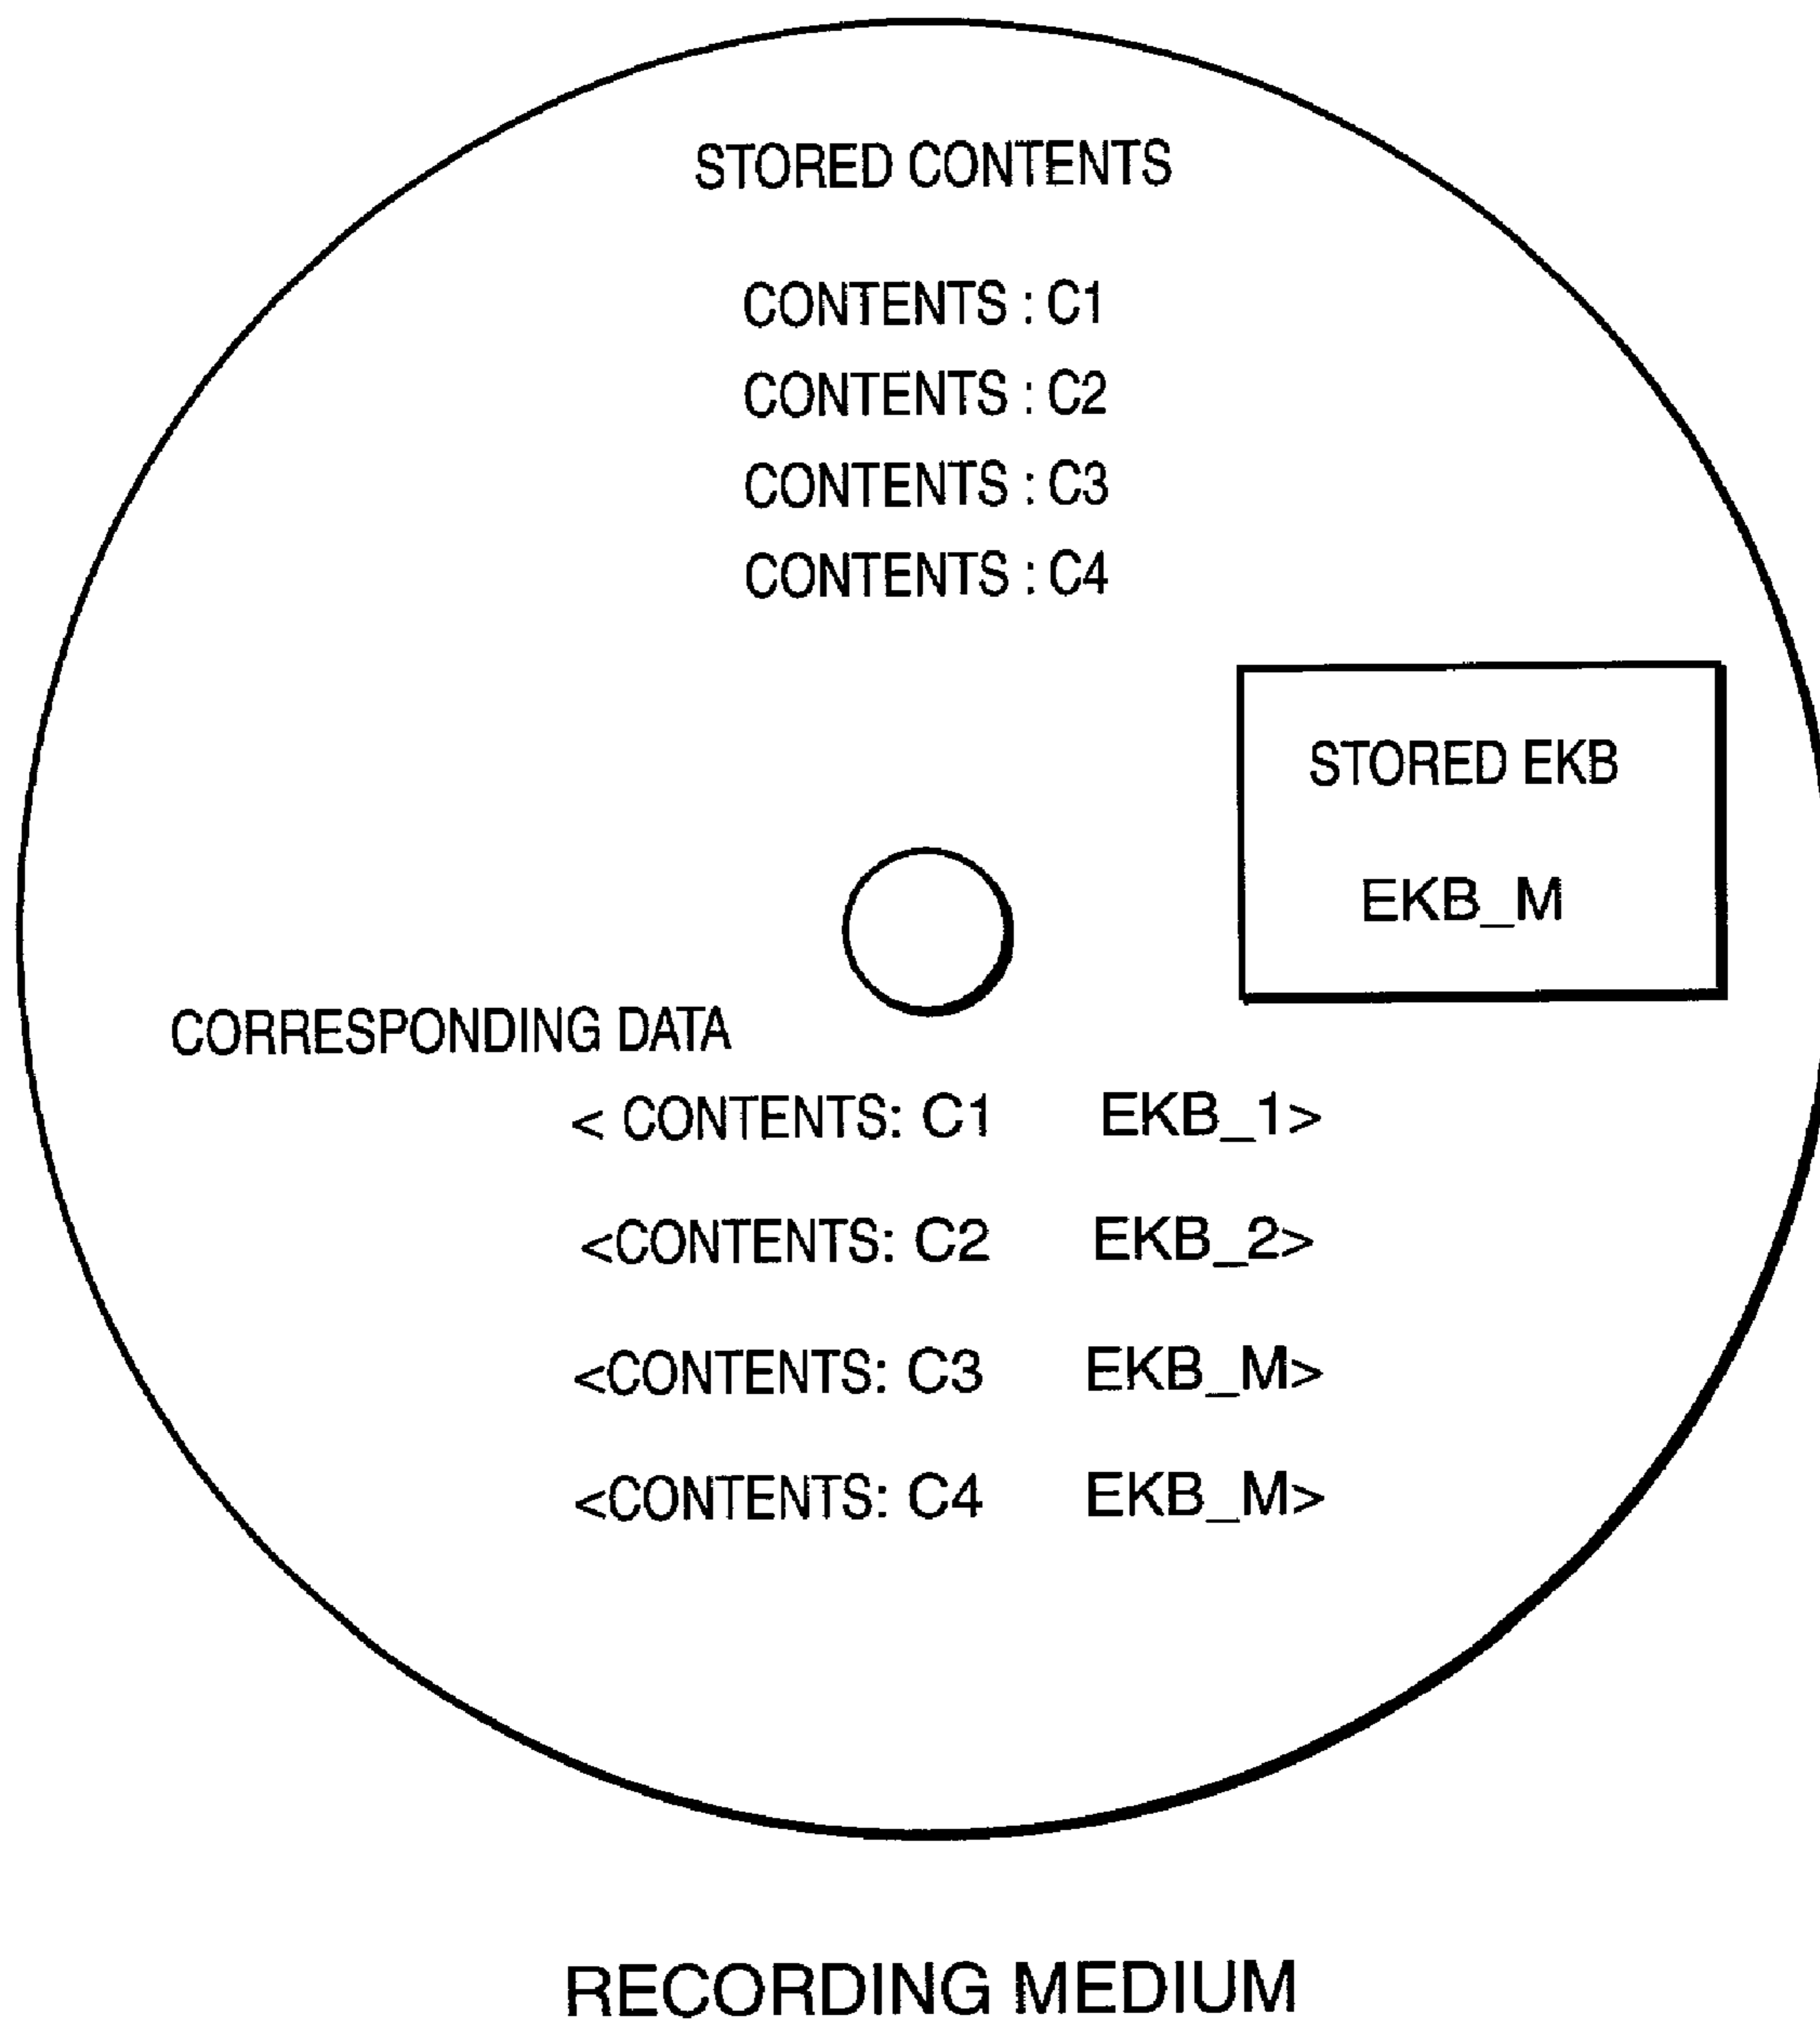 STORED CONTENTS
CONTENTS : C1
CONTENTS : C2
CONTENTS : C3
CONTENTS : C4
STORED EKB
EKB_M
CORRESPONDING DATA
< CONTENTS: C1 EKB_1>
<CONTENTS: C2 EKB_2>
<CONTENTS: C3 EKB_M>
<CONTENTS: C4 EKB_M>
RECORDING MEDIUM